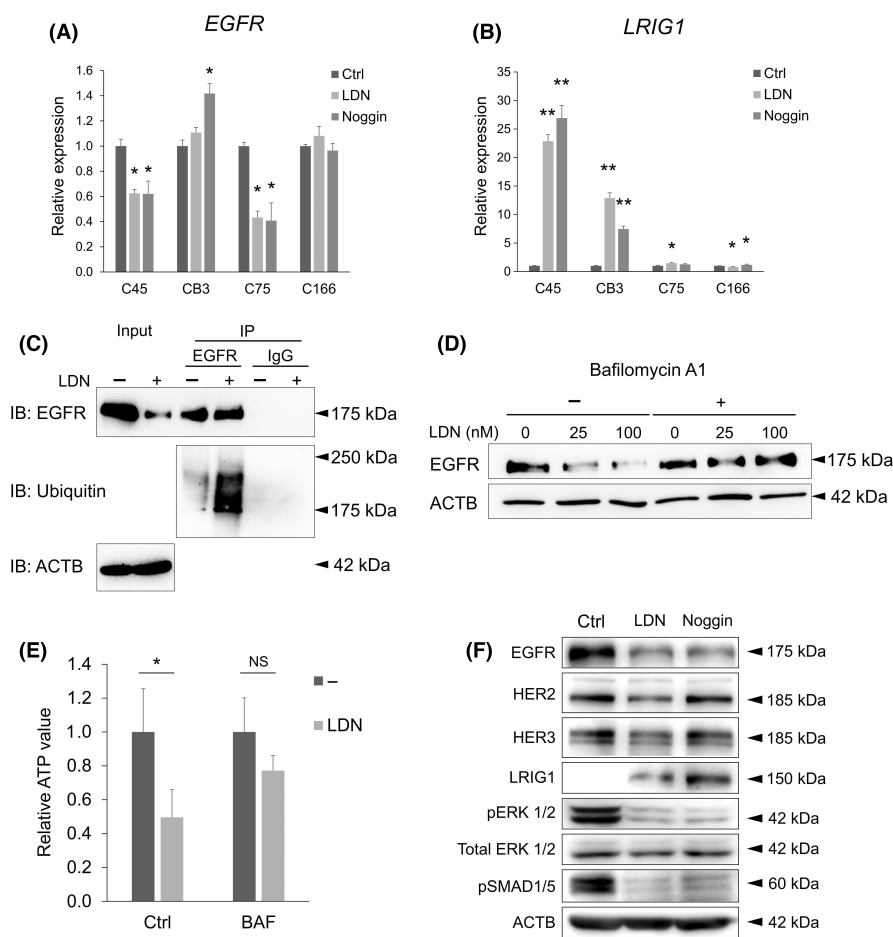 (A)
EGFR
Relative expression
1.6
1.4
1.2
1.0
0.8
0.6
0.4
0.2
0.0
* * * * *
Ctrl
LDN
Noggin
C45 CB3 C75 C166
(B)
LRIG1
Relative expression
35
30
25
20
15
10
5
0
** ** ** ** * * *
Ctrl
LDN
Noggin
C45 CB3 C75 C166
(C)
Input IP
EGFR IgG
LDN − + − + − +
IB: EGFR 175 kDa
250 kDa
IB: Ubiquitin
175 kDa
IB: ACTB 42 kDa
(D)
Bafilomycin A1
− +
LDN (nM) 0 25 100 0 25 100
EGFR 175 kDa
ACTB 42 kDa
(E)
Relative ATP value
1.4
1.2
1.0
0.8
0.6
0.4
0.2
0.0
* NS
−
LDN
Ctrl BAF
(F)
Ctrl LDN Noggin
EGFR 175 kDa
HER2 185 kDa
HER3 185 kDa
LRIG1 150 kDa
pERK 1/2 42 kDa
Total ERK 1/2 42 kDa
pSMAD1/5 60 kDa
ACTB 42 kDa